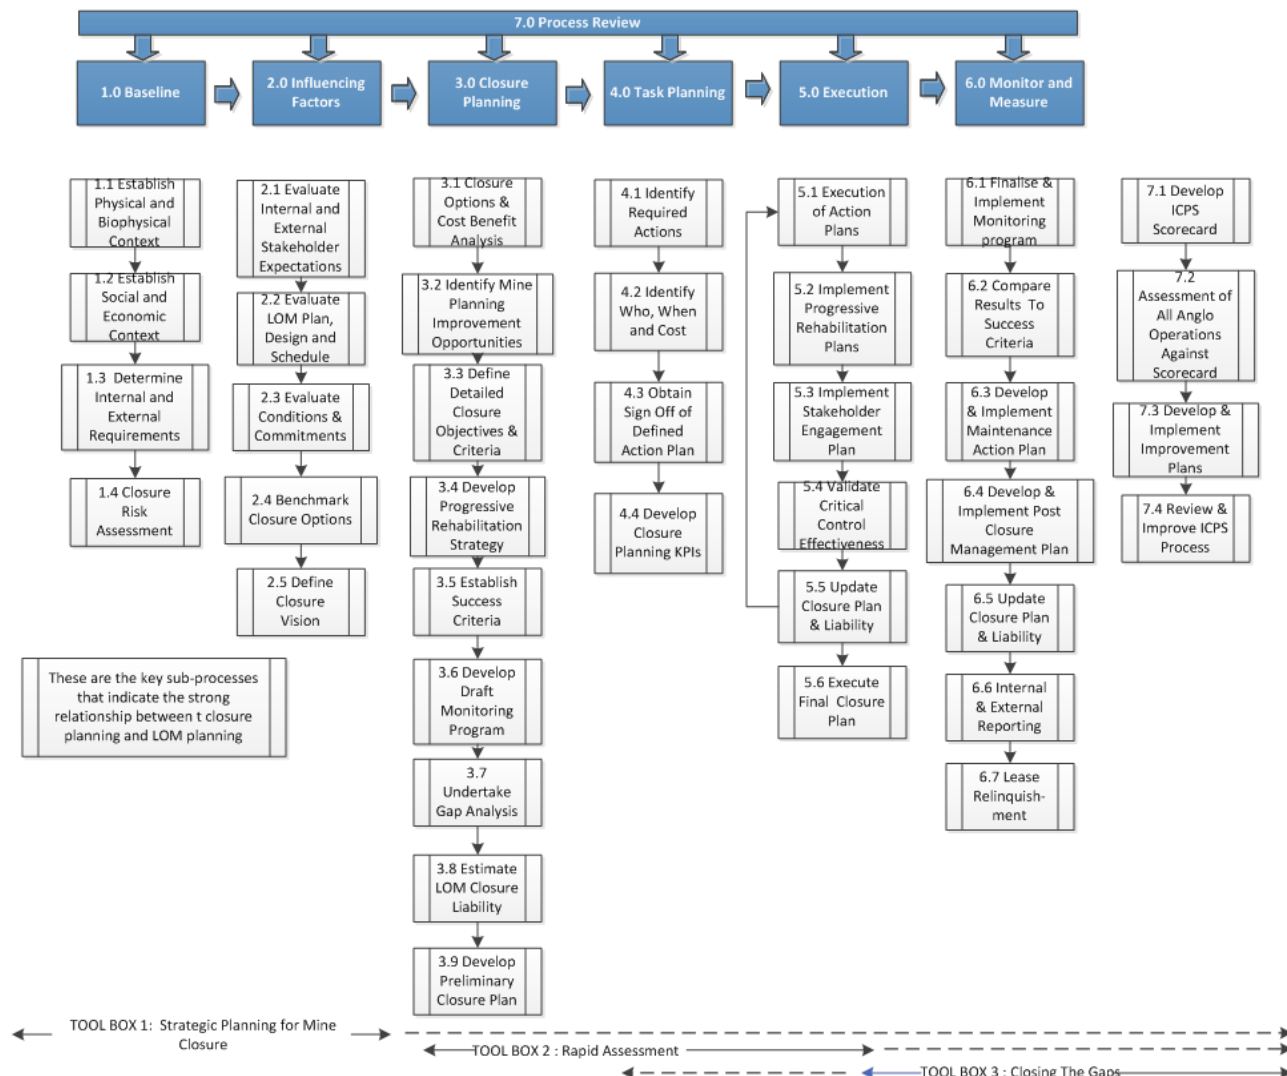 7.0 Process Review
1.0 Baseline
2.0 Influencing
Factors
3.0 Closure
Planning
4.0 Task Planning
5.0 Execution
6.0 Monitor and
Measure
1.1 Establish
Physical and
Biophysical
Context
1.2 Establish
Social and
Economic
Context
1.3 Determine
Internal and
External
Requirements
1.4 Closure
Risk
Assessment
These are the key sub-processes
that indicate the strong
relationship between t closure
planning and LOM planning
2.1 Evaluate
Internal and
External
Stakeholder
Expectations
2.2 Evaluate
LOM Plan,
Design and
Schedule
2.3 Evaluate
Conditions &
Commitments
2.4 Benchmark
Closure Options
2.5 Define
Closure
Vision
3.1 Closure
Options &
Cost Benefit
Analysis
3.2 Identify Mine
Planning
Improvement
Opportunities
3.3 Define
Detailed
Closure
Objectives &
Criteria
3.4 Develop
Progressive
Rehabilitation
Strategy
3.5 Establish
Success
Criteria
3.6 Develop
Draft
Monitoring
Program
3.7
Undertake
Gap Analysis
3.8 Estimate
LOM Closure
Liability
3.9 Develop
Preliminary
Closure Plan
4.1 Identify
Required
Actions
4.2 Identify
Who, When
and Cost
4.3 Obtain
Sign Off of
Defined
Action Plan
4.4 Develop
Closure
Planning KPIs
5.1 Execution
of Action
Plans
5.2 Implement
Progressive
Rehabilitation
Plans
5.3 Implement
Stakeholder
Engagement
Plan
5.4 Validate
Critical
Control
Effectiveness
5.5 Update
Closure Plan
& Liability
5.6 Execute
Final Closure
Plan
6.1 Finalise &
Implement
Monitoring
program
6.2 Compare
Results To
Success
Criteria
6.3 Develop
& Implement
Maintenance
Action Plan
6.4 Develop &
Implement Post
Closure
Management Plan
6.5 Update
Closure Plan
& Liability
6.6 Internal
& External
Reporting
6.7 Lease
Relinquish-
ment
7.1 Develop
ICPS
Scorecard
7.2
Assessment of
All Anglo
Operations
Against
Scorecard
7.3 Develop &
Implement
Improvement
Plans
7.4 Review &
Improve ICPS
Process
TOOL BOX 1: Strategic Planning for Mine
Closure
TOOL BOX 2 : Rapid Assessment
TOOL BOX 3 : Closing The Gaps